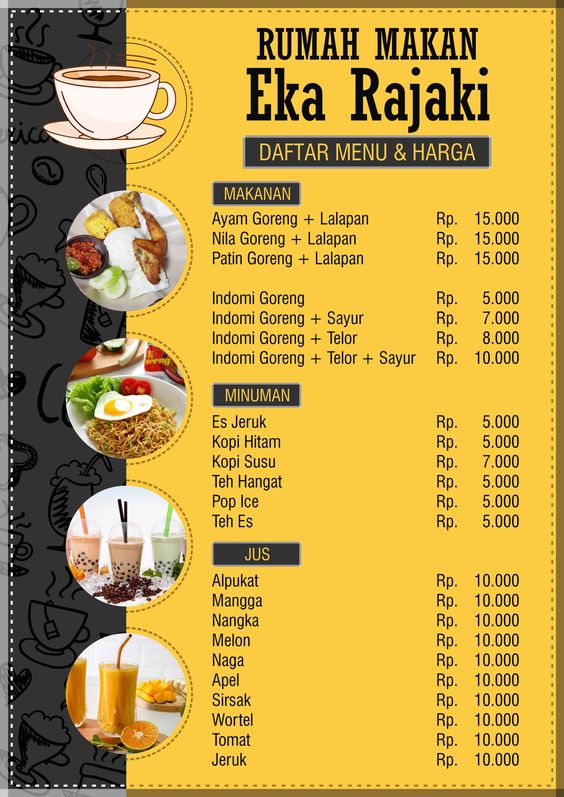 RUMAH MAKAN
Eka Rajaki
DAFTAR MENU & HARGA
MAKANAN
Ayam Goreng + Lalapan Rp. 15.000
Nila Goreng + Lalapan Rp. 15.000
Patin Goreng + Lalapan Rp. 15.000
Indomi Goreng Rp. 5.000
Indomi Goreng + Sayur Rp. 7.000
Indomi Goreng + Telor Rp. 8.000
Indomi Goreng + Telor + Sayur Rp. 10.000
MINUMAN
Es Jeruk Rp. 5.000
Kopi Hitam Rp. 5.000
Kopi Susu Rp. 7.000
Teh Hangat Rp. 5.000
Pop Ice Rp. 5.000
Teh Es Rp. 5.000
JUS
Alpukat Rp. 10.000
Mangga Rp. 10.000
Nangka Rp. 10.000
Melon Rp. 10.000
Naga Rp. 10.000
Apel Rp. 10.000
Sirsak Rp. 10.000
Wortel Rp. 10.000
Tomat Rp. 10.000
Jeruk Rp. 10.000